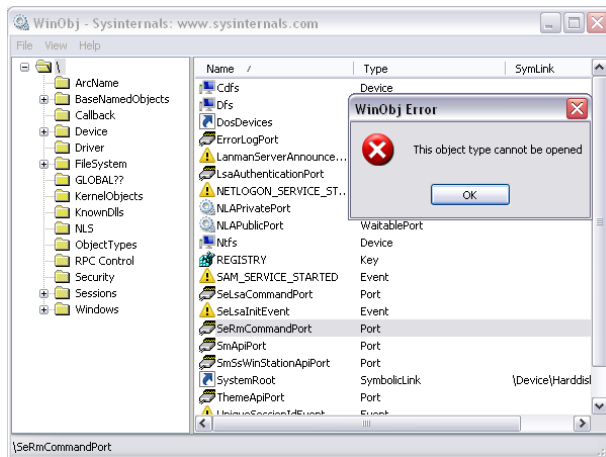 WinObj - Sysinternals: www.sysinternals.com
File View Help
\
ArcName
BaseNamedObjects
Callback
Device
Driver
FileSystem
GLOBAL??
KernelObjects
KnownDlls
NLS
ObjectTypes
RPC Control
Security
Sessions
Windows
Name / Type SymLink
Cdfs Device
Dfs
DosDevices
ErrorLogPort
LanmanServerAnnounce...
LsaAuthenticationPort
NETLOGON_SERVICE_ST...
NLAPrivatePort
NLAPublicPort WaitablePort
Ntfs Device
REGISTRY Key
SAM_SERVICE_STARTED Event
SeLsaCommandPort Port
SeLsaInitEvent Event
SeRmCommandPort Port
SmApiPort Port
SmSsWinStationApiPort Port
SystemRoot SymbolicLink \Device\Harddisl
ThemeApiPort Port
UniqueSessionIdEvent Event
WinObj Error
This object type cannot be opened
OK
\SeRmCommandPort